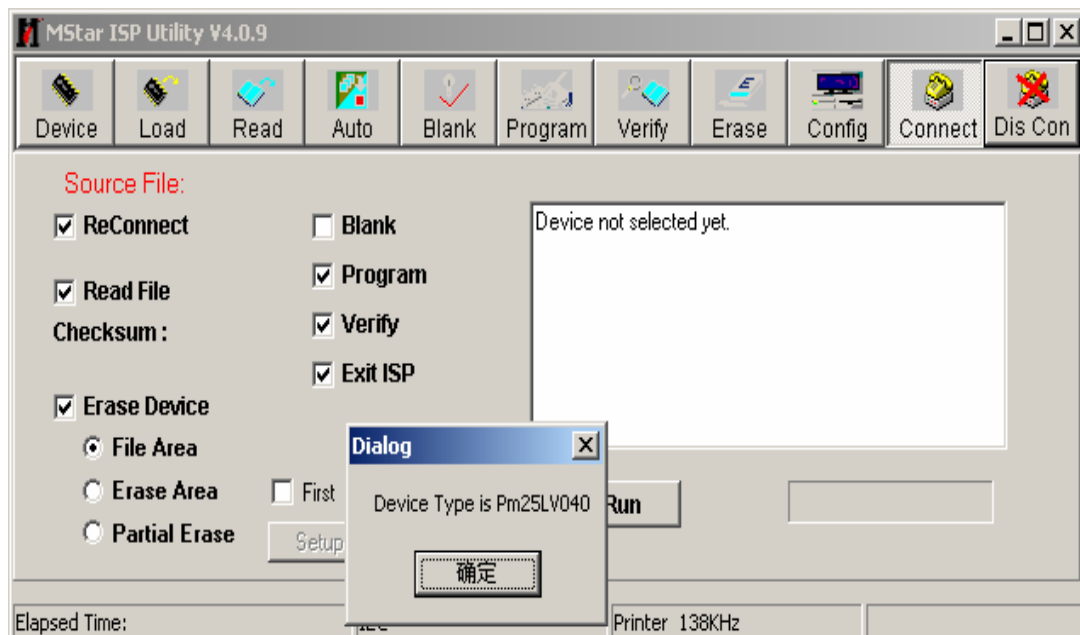 MStar ISP Utility V4.0.9
Device Load Read Auto Blank Program Verify Erase Config Connect Dis Con
Source File:
ReConnect
Blank
Device not selected yet.
Read File
Program
Checksum :
Verify
Exit ISP
Erase Device
File Area
Erase Area
First
Partial Erase
Setup
Dialog
Device Type is Pm25LV040
确定
Run
Elapsed Time:
Printer 138KHz